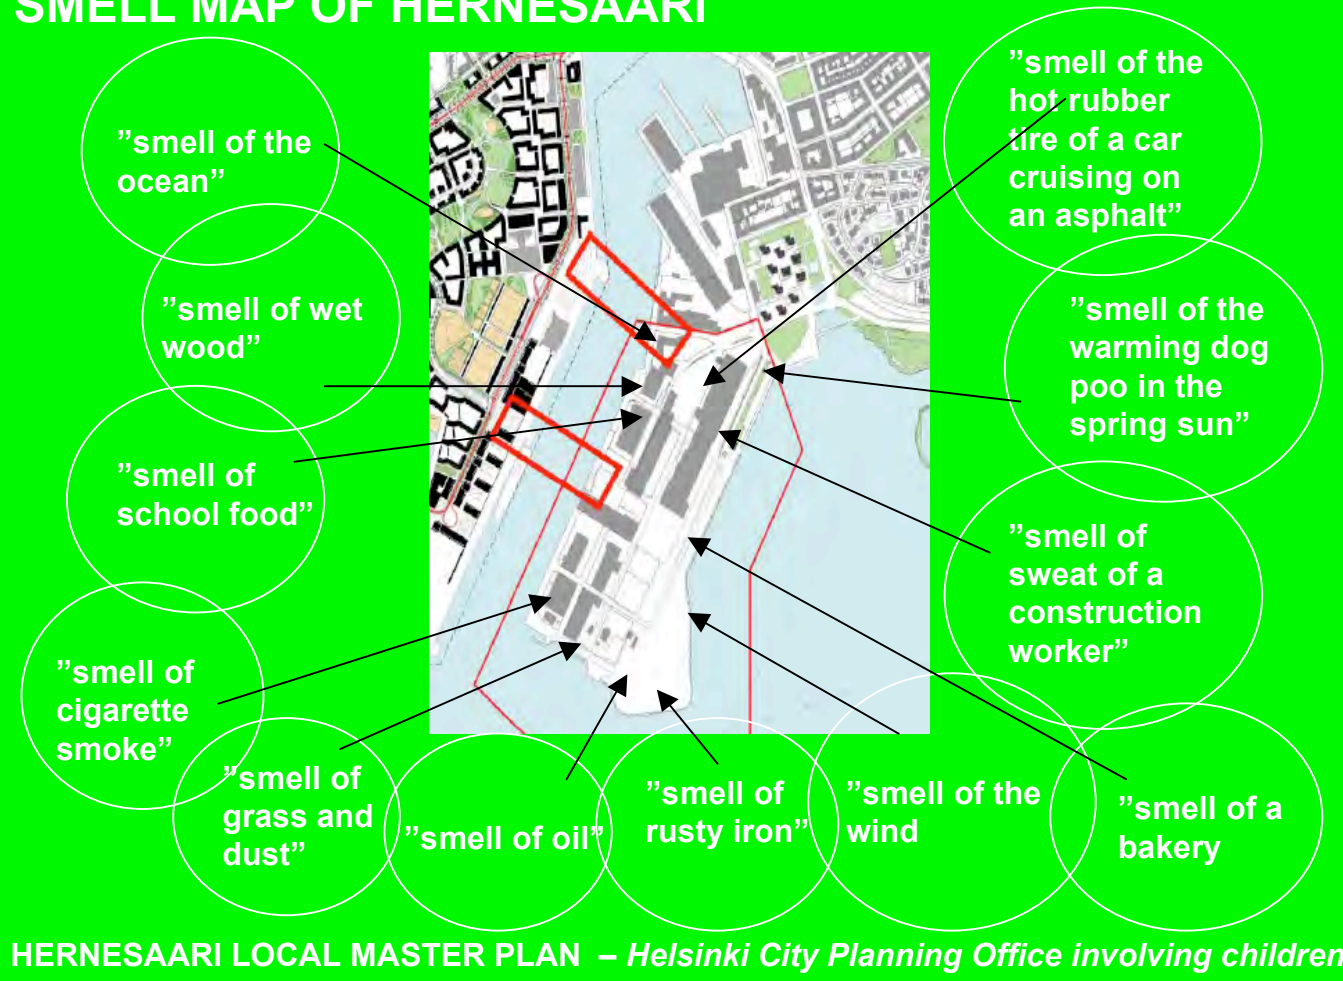 SMELL MAP OF HERNESAARI
”smell of the
ocean”
”smell of wet
wood”
”smell of
school food”
”smell of
cigarette
smoke”
”smell of
grass and
dust”
”smell of oil”
”smell of
rusty iron”
”smell of the
wind
”smell of a
bakery
”smell of
sweat of a
construction
worker”
”smell of the
warming dog
poo in the
spring sun”
”smell of the
hot rubber
tire of a car
cruising on
an asphalt”
HERNESAARI LOCAL MASTER PLAN – Helsinki City Planning Office involving children